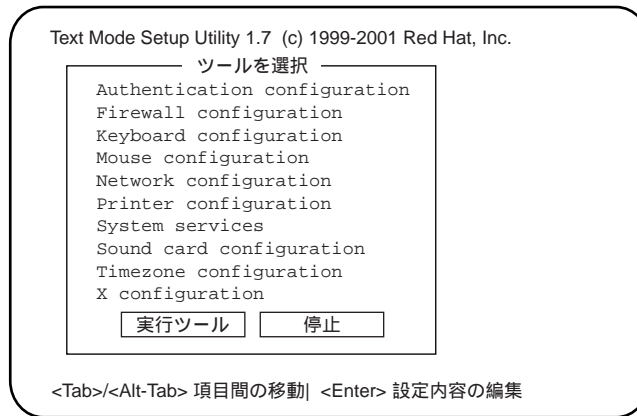 Text Mode Setup Utility 1.7 (c) 1999-2001 Red Hat, Inc.
ツールを選択
Authentication configuration
Firewall configuration
Keyboard configuration
Mouse configuration
Network configuration
Printer configuration
System services
Sound card configuration
Timezone configuration
X configuration
実行ツール 停止
<Tab>/<Alt-Tab> 項目間の移動| <Enter> 設定内容の編集